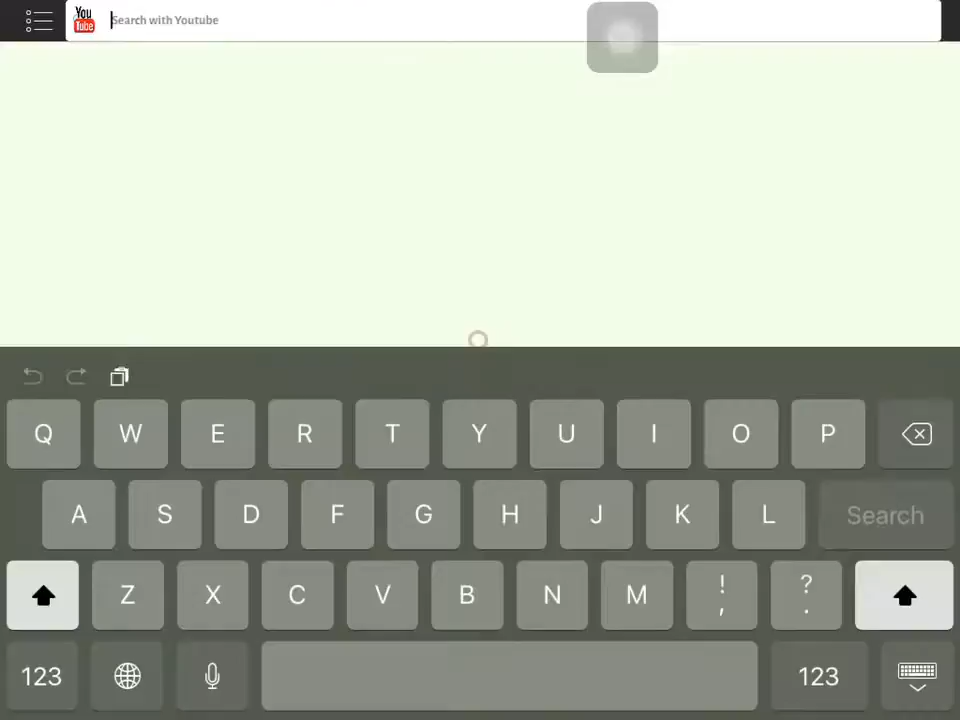 You
Tube
Search with Youtube
Q W E R T Y U I O P
A S D F G H J K L Search
Z X C V B N M ! , ? .
123 123